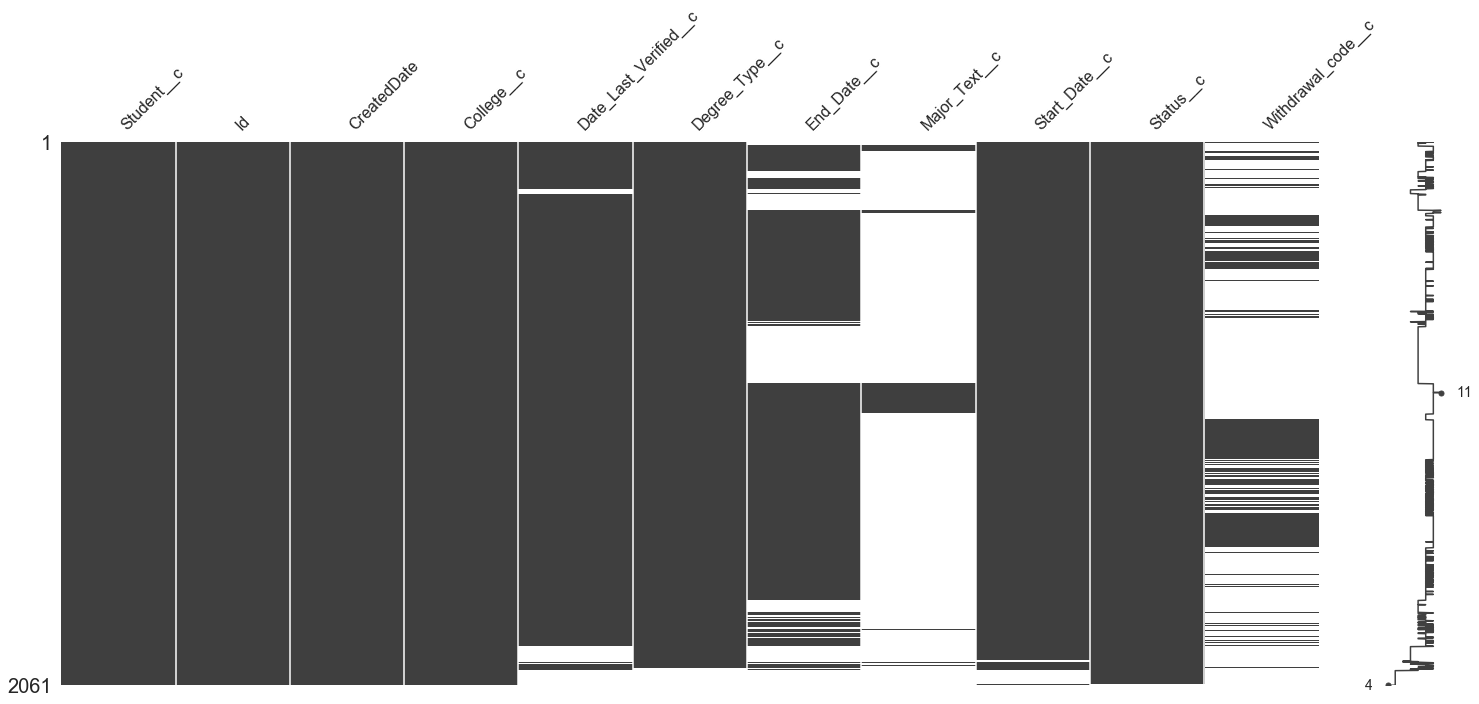 Student__c
Id
CreatedDate
College__c
Date_Last_Verified__c
Degree_Type__c
End_Date__c
Major_Text__c
Start_Date__c
Status__c
Withdrawal_code__c
1
11
2061
4